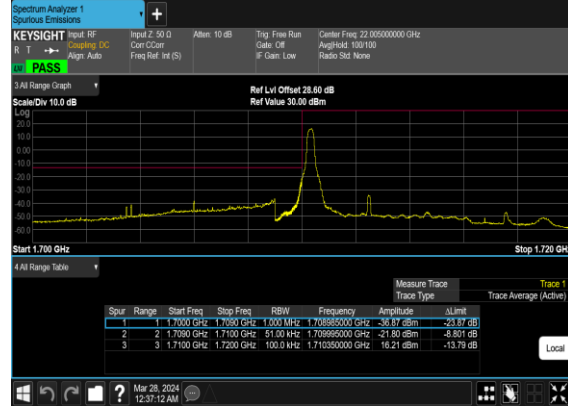 Spectrum Analyzer 1
Spurious Emissions
+
KEYSIGHT Input: RF Input Z: 50 Ω Atten: 10 dB Trig: Free Run Center Freq: 22.005000000 GHz
R T Coupling: DC Corr CCorr Gate: Off Avg|Hold: 100/100
Align: Auto Freq Ref: Int (S) IF Gain: Low Radio Std: None
PASS
3 All Range Graph
Ref Lvl Offset 28.60 dB
Scale/Div 10.0 dB Ref Value 30.00 dBm
Log
20.0
10.0
0.00
-10.0
-20.0
-30.0
-40.0
-50.0
-60.0
Start 1.700 GHz Stop 1.720 GH
4 All Range Table
Measure Trace Trace 1
Trace Type Trace Average (Active)
Spur Range Start Freq Stop Freq RBW Frequency Amplitude ΔLimit
1 1 1.7000 GHz 1.7090 GHz 1.000 MHz 1.708985000 GHz -36.87 dBm -23.87 dB
2 2 1.7090 GHz 1.7100 GHz 51.00 kHz 1.709995000 GHz -21.80 dBm -8.801 dB
3 3 1.7100 GHz 1.7200 GHz 100.0 kHz 1.710350000 GHz 16.21 dBm -13.79 dB
Local
? Mar 28, 2024
12:37:12 AM